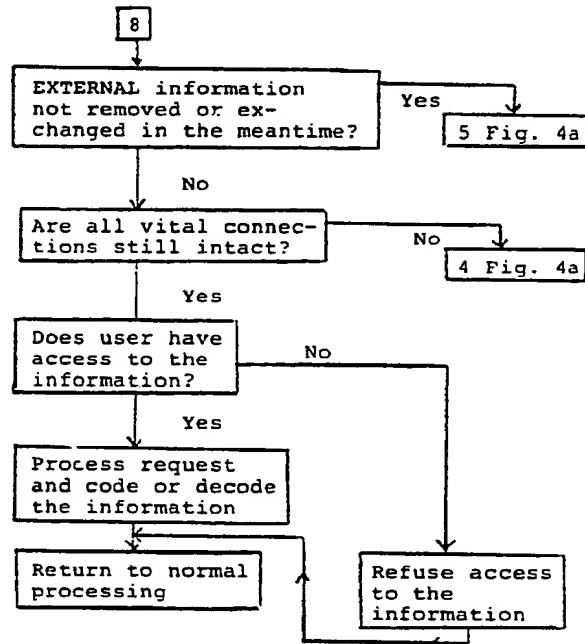 8
EXTERNAL information
not removed or ex-
changed in the meantime?
Yes
5 Fig. 4a
No
Are all vital connec-
tions still intact?
No
4 Fig. 4a
Yes
Does user have
access to the
information?
No
Yes
Process request
and code or decode
the information
Return to normal
processing
Refuse access
to the
information